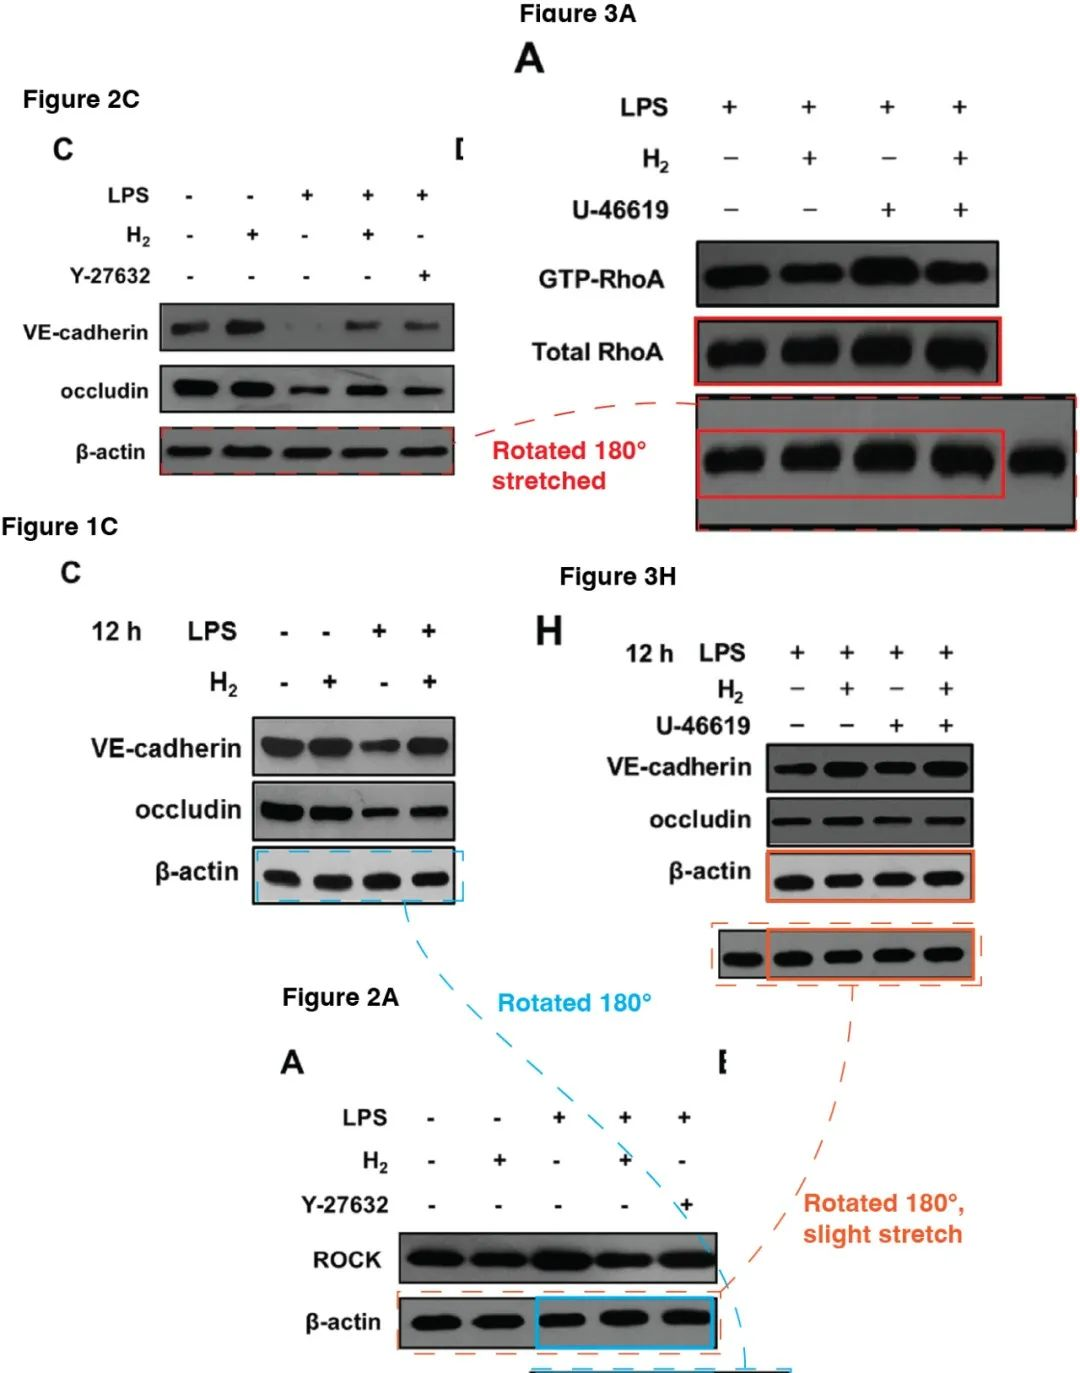 Figure 3A
A
LPS + + + +
H₂ − + − +
U-46619 − − + +
GTP-RhoA
Total RhoA
Figure 2C
C
LPS - - + + +
H₂ - + - + -
Y-27632 - - - - +
VE-cadherin
occludin
β-actin
Rotated 180°
stretched
Figure 1C
C
12 h LPS - - + +
H₂ - + - +
VE-cadherin
occludin
β-actin
Figure 3H
H
12 h LPS + + + +
H₂ − + − +
U-46619 − − + +
VE-cadherin
occludin
β-actin
Figure 2A
Rotated 180°
A
LPS - - + + +
H₂ - + - + -
Y-27632 - - - - +
ROCK
β-actin
Rotated 180°,
slight stretch